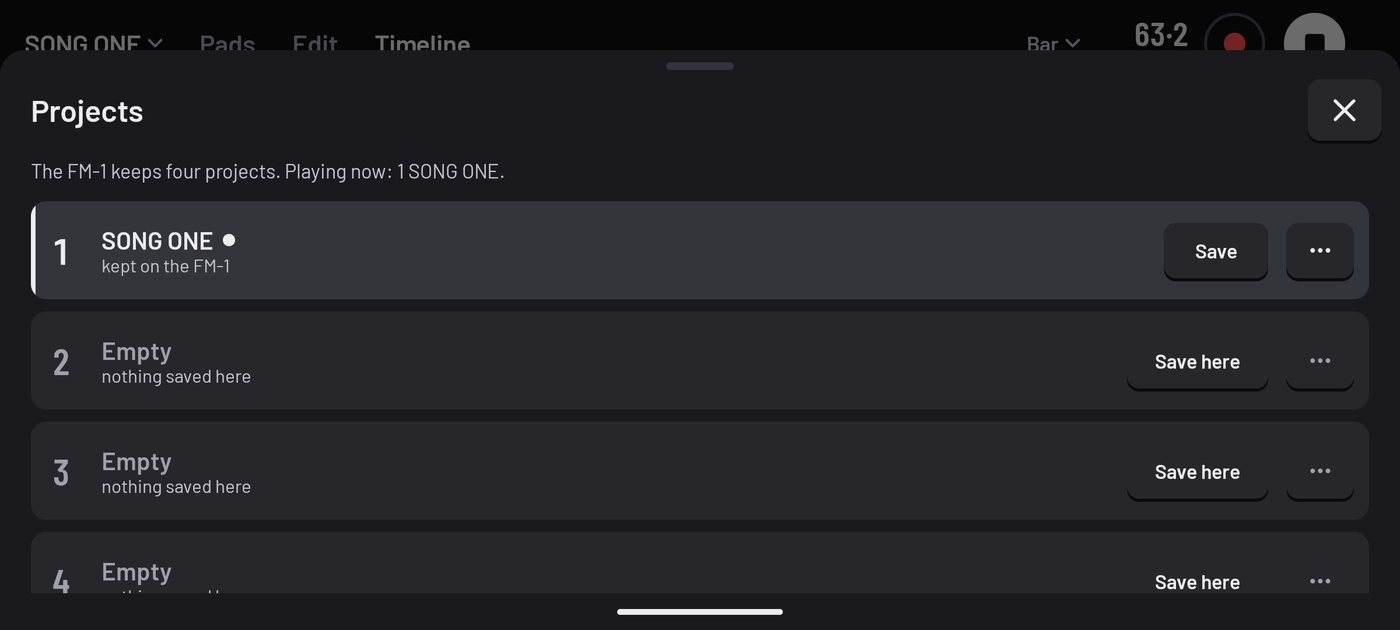 SONG ONE Pads Edit Timeline Bar 63·2
Projects
The FM-1 keeps four projects. Playing now: 1 SONG ONE.
1 SONG ONE Save
kept on the FM-1
2 Empty Save here
nothing saved here
3 Empty Save here
nothing saved here
4 Empty Save here